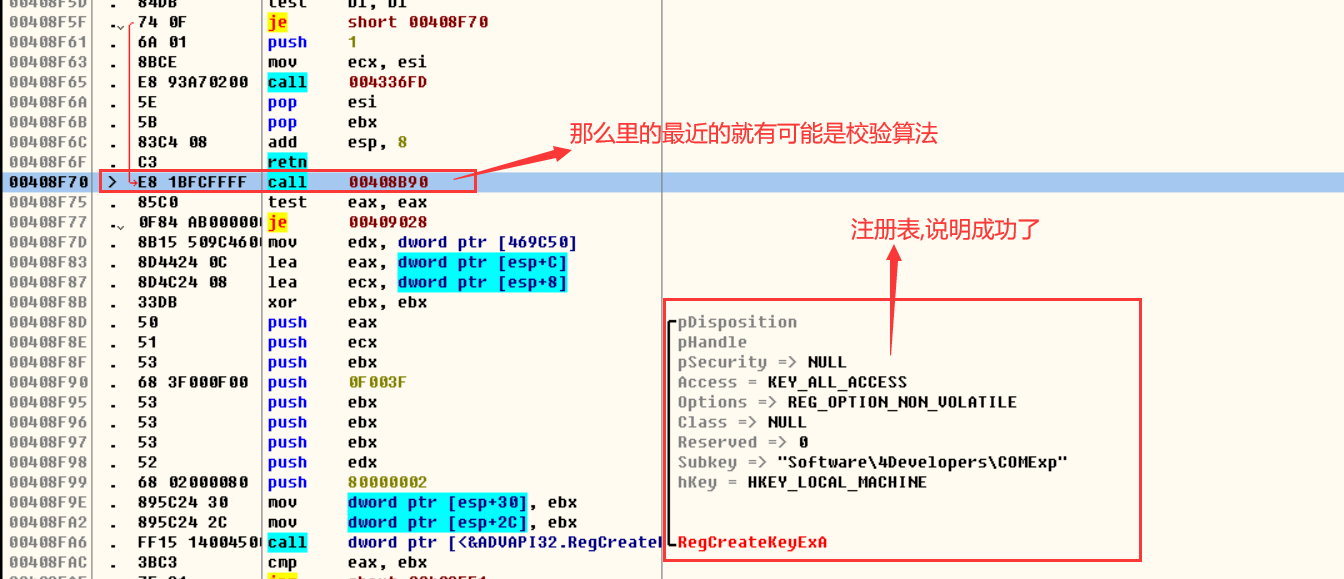 00408F5D . 84DB test bl, bl
00408F5F . 74 0F je short 00408F70
00408F61 . 6A 01 push 1
00408F63 . 8BCE mov ecx, esi
00408F65 . E8 93A70200 call 004336FD
00408F6A . 5E pop esi
00408F6B . 5B pop ebx
00408F6C . 83C4 08 add esp, 8
00408F6F . C3 retn
那么里的最近的就有可能是校验算法
00408F70 > E8 1BFCFFFF call 00408B90
00408F75 . 85C0 test eax, eax
00408F77 . 0F84 AB00000 je 00409028
注册表,说明成功了
00408F7D . 8B15 509C460 mov edx, dword ptr [469C50]
00408F83 . 8D4424 0C lea eax, dword ptr [esp+C]
00408F87 . 8D4C24 08 lea ecx, dword ptr [esp+8]
00408F8B . 33DB xor ebx, ebx
00408F8D . 50 push eax pDisposition
00408F8E . 51 push ecx pHandle
00408F8F . 53 push ebx pSecurity => NULL
00408F90 . 68 3F000F00 push 0F003F Access = KEY_ALL_ACCESS
00408F95 . 53 push ebx Options => REG_OPTION_NON_VOLATILE
00408F96 . 53 push ebx Class => NULL
00408F97 . 53 push ebx Reserved => 0
00408F98 . 52 push edx Subkey => "Software\4Developers\COMExp"
00408F99 . 68 02000080 push 80000002 hKey = HKEY_LOCAL_MACHINE
00408F9E . 895C24 30 mov dword ptr [esp+30], ebx
00408FA2 . 895C24 2C mov dword ptr [esp+2C], ebx
00408FA6 . FF15 1400450 call dword ptr [<&ADVAPI32.RegCreateK RegCreateKeyExA
00408FAC . 3BC3 cmp eax, ebx